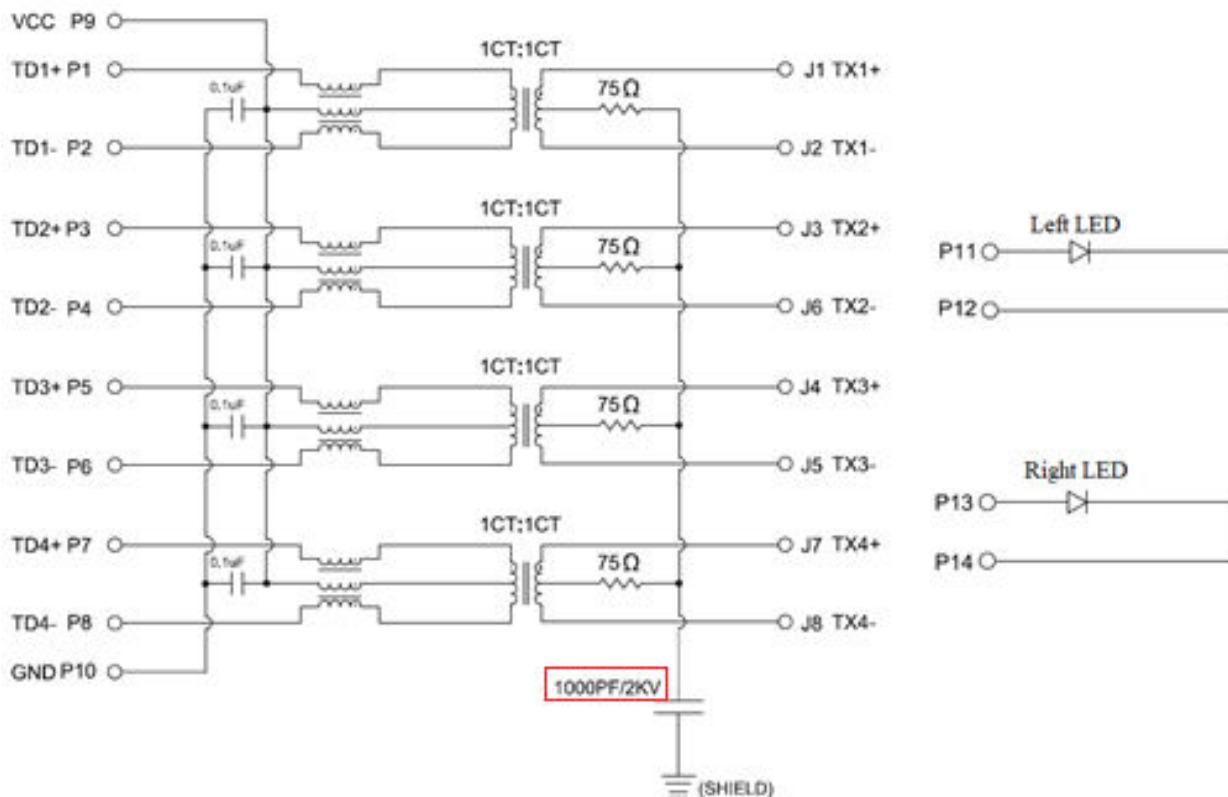 VCC P9
1CT:1CT
TD1+ P1
J1 TX1+
0.1uF
75Ω
TD1- P2
J2 TX1-
1CT:1CT
TD2+ P3
J3 TX2+
0.1uF
75Ω
TD2- P4
J6 TX2-
1CT:1CT
TD3+ P5
J4 TX3+
0.1uF
75Ω
TD3- P6
J5 TX3-
1CT:1CT
TD4+ P7
J7 TX4+
0.1uF
75Ω
TD4- P8
J8 TX4-
GND P10
1000PF/2KV
(SHIELD)
Left LED
P11
P12
Right LED
P13
P14